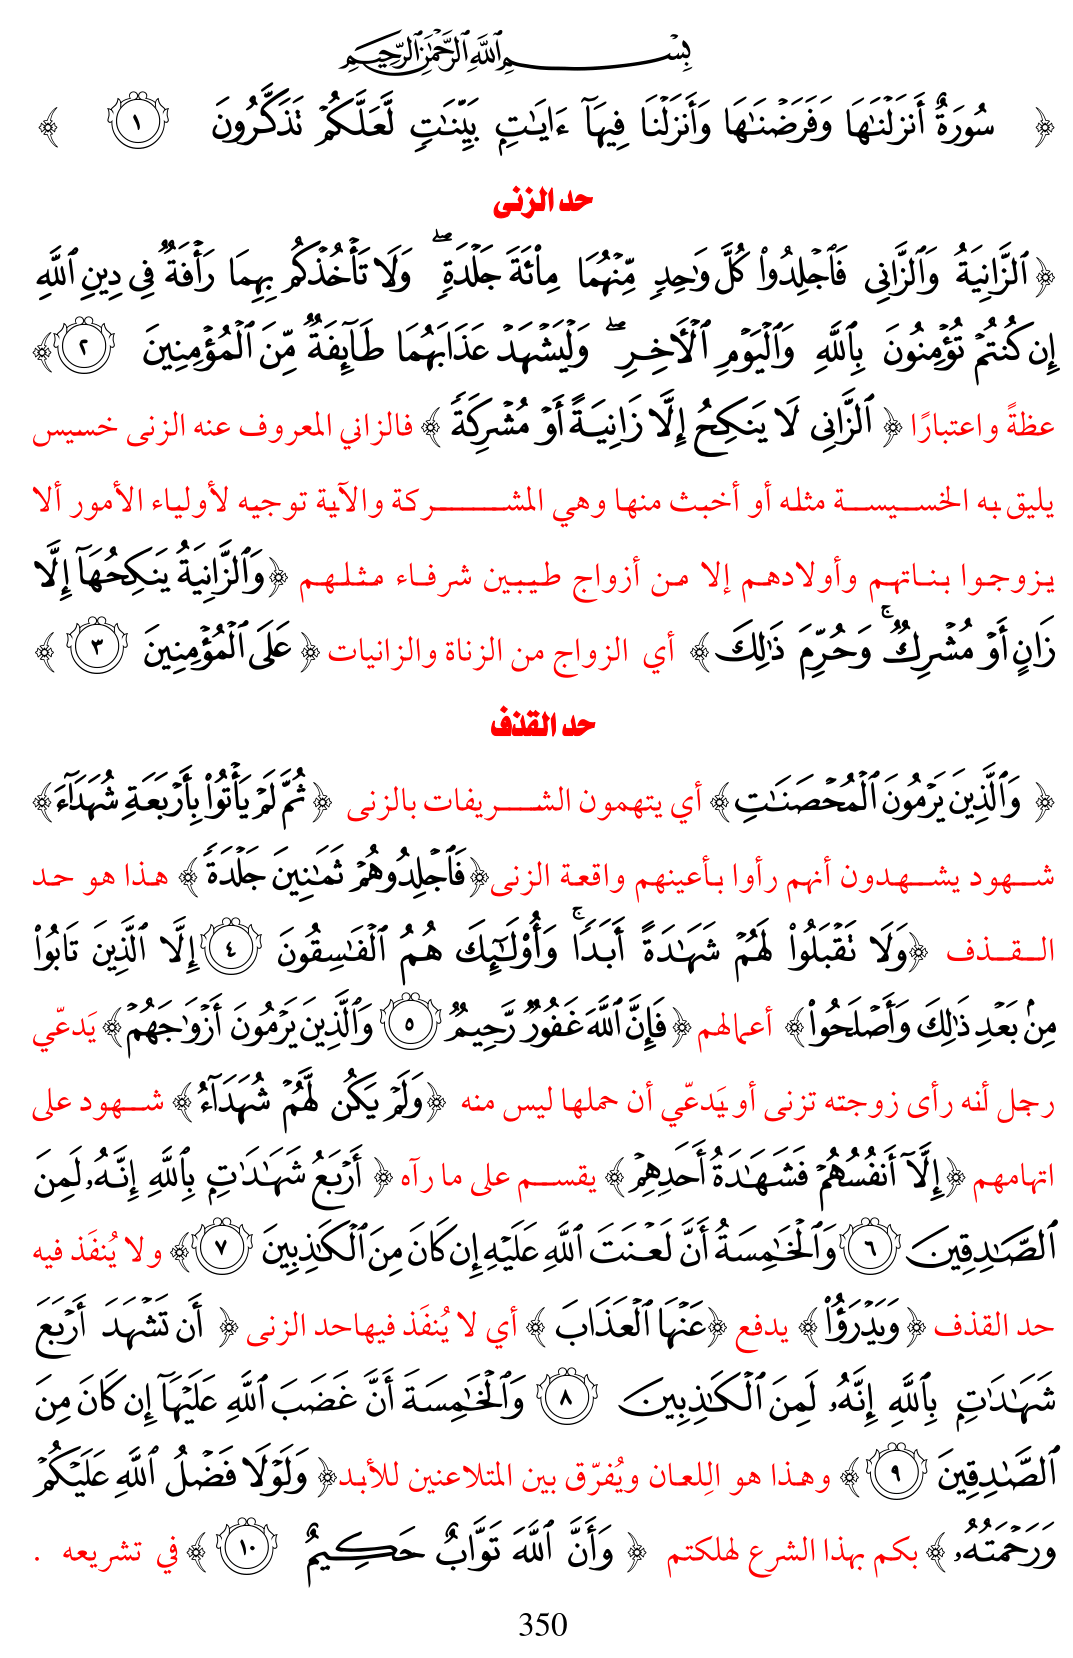 بِسْمِ ٱللَّهِ ٱلرَّحْمَٰنِ ٱلرَّحِيمِ
﴿ سُورَةٌ أَنزَلْنَٰهَا وَفَرَضْنَٰهَا وَأَنزَلْنَا فِيهَآ ءَايَٰتٍۭ بَيِّنَٰتٍ لَّعَلَّكُمْ تَذَكَّرُونَ ١ ﴾
حد الزنى
﴿ ٱلزَّانِيَةُ وَٱلزَّانِى فَٱجْلِدُوا۟ كُلَّ وَٰحِدٍ مِّنْهُمَا مِا۟ئَةَ جَلْدَةٍ ۖ وَلَا تَأْخُذْكُم بِهِمَا رَأْفَةٌ فِى دِينِ ٱللَّهِ
إِن كُنتُمْ تُؤْمِنُونَ بِٱللَّهِ وَٱلْيَوْمِ ٱلْءَاخِرِ ۖ وَلْيَشْهَدْ عَذَابَهُمَا طَآئِفَةٌ مِّنَ ٱلْمُؤْمِنِينَ ٢ ﴾
عظةً واعتبارًا ﴿ ٱلزَّانِى لَا يَنكِحُ إِلَّا زَانِيَةً أَوْ مُشْرِكَةً ﴾ فالزاني المعروف عنه الزنى خسيس
يليق به الخسيسة مثله أو أخبث منها وهي المشركة والآية توجيه لأولياء الأمور ألا
يزوجوا بناتهم وأولادهم إلا من أزواج طيبين شرفاء مثلهم ﴿وَٱلزَّانِيَةُ يَنكِحُهَآ إِلَّا
زَانٍ أَوْ مُشْرِكٌ ۚ وَحُرِّمَ ذَٰلِكَ ﴾ أي الزواج من الزناة والزانيات ﴿ عَلَى ٱلْمُؤْمِنِينَ ٣ ﴾
حد القذف
﴿ وَٱلَّذِينَ يَرْمُونَ ٱلْمُحْصَنَٰتِ ﴾ أي يتهمون الشريفات بالزنى ﴿ ثُمَّ لَمْ يَأْتُوا۟ بِأَرْبَعَةِ شُهَدَآءَ ﴾
شهود يشهدون أنهم رأوا بأعينهم واقعة الزنى ﴿فَٱجْلِدُوهُمْ ثَمَٰنِينَ جَلْدَةً ﴾ هذا هو حد
القذف ﴿وَلَا تَقْبَلُوا۟ لَهُمْ شَهَٰدَةً أَبَدًا ۚ وَأُو۟لَٰٓئِكَ هُمُ ٱلْفَٰسِقُونَ ٤ إِلَّا ٱلَّذِينَ تَابُوا۟
مِنۢ بَعْدِ ذَٰلِكَ وَأَصْلَحُوا۟ ﴾ أعمالهم ﴿ فَإِنَّ ٱللَّهَ غَفُورٌ رَّحِيمٌ ٥ وَٱلَّذِينَ يَرْمُونَ أَزْوَٰجَهُمْ ﴾ يَدعّي
رجل أنه رأى زوجته تزنى أو يَدعّي أن حملها ليس منه ﴿وَلَمْ يَكُن لَّهُمْ شُهَدَآءُ ﴾ شهود على
اتهامهم ﴿إِلَّآ أَنفُسُهُمْ فَشَهَٰدَةُ أَحَدِهِمْ ﴾ يقسم على ما رآه ﴿ أَرْبَعُ شَهَٰدَٰتٍۭ بِٱللَّهِ إِنَّهُۥ لَمِنَ
ٱلصَّٰدِقِينَ ٦ وَٱلْخَٰمِسَةُ أَنَّ لَعْنَتَ ٱللَّهِ عَلَيْهِ إِن كَانَ مِنَ ٱلْكَٰذِبِينَ ٧ ﴾ ولا يُنفَذ فيه
حد القذف ﴿ وَيَدْرَؤُا۟ ﴾ يدفع ﴿عَنْهَا ٱلْعَذَابَ ﴾ أي لا يُنفَذ فيهاحد الزنى ﴿ أَن تَشْهَدَ أَرْبَعَ
شَهَٰدَٰتٍۭ بِٱللَّهِ إِنَّهُۥ لَمِنَ ٱلْكَٰذِبِينَ ٨ وَٱلْخَٰمِسَةَ أَنَّ غَضَبَ ٱللَّهِ عَلَيْهَآ إِن كَانَ مِنَ
ٱلصَّٰدِقِينَ ٩ ﴾ وهذا هو اللِعان ويُفرّق بين المتلاعنين للأبد ﴿ وَلَوْلَا فَضْلُ ٱللَّهِ عَلَيْكُمْ
وَرَحْمَتُهُۥ ﴾ بكم بهذا الشرع لهلكتم ﴿ وَأَنَّ ٱللَّهَ تَوَّابٌ حَكِيمٌ ١٠ ﴾ في تشريعه .
350